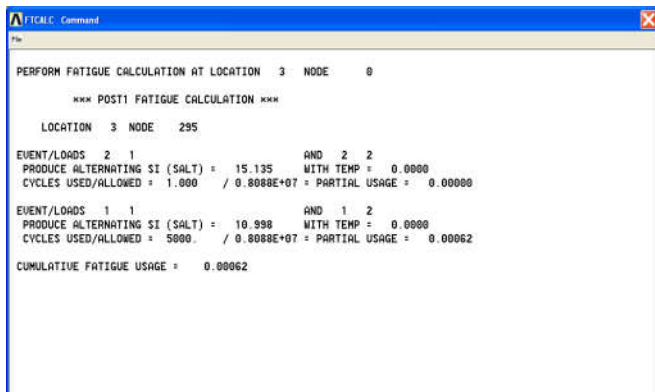 FTCALC Command
File
PERFORM FATIGUE CALCULATION AT LOCATION 3 NODE 0
*** POST1 FATIGUE CALCULATION ***
LOCATION 3 NODE 295
EVENT/LOADS 2 1 AND 2 2
PRODUCE ALTERNATING SI (SALT) = 15.135 WITH TEMP = 0.0000
CYCLES USED/ALLOWED = 1.000 / 0.8088E+07 = PARTIAL USAGE = 0.00000
EVENT/LOADS 1 1 AND 1 2
PRODUCE ALTERNATING SI (SALT) = 10.998 WITH TEMP = 0.0000
CYCLES USED/ALLOWED = 5000. / 0.8088E+07 = PARTIAL USAGE = 0.00062
CUMULATIVE FATIGUE USAGE = 0.00062